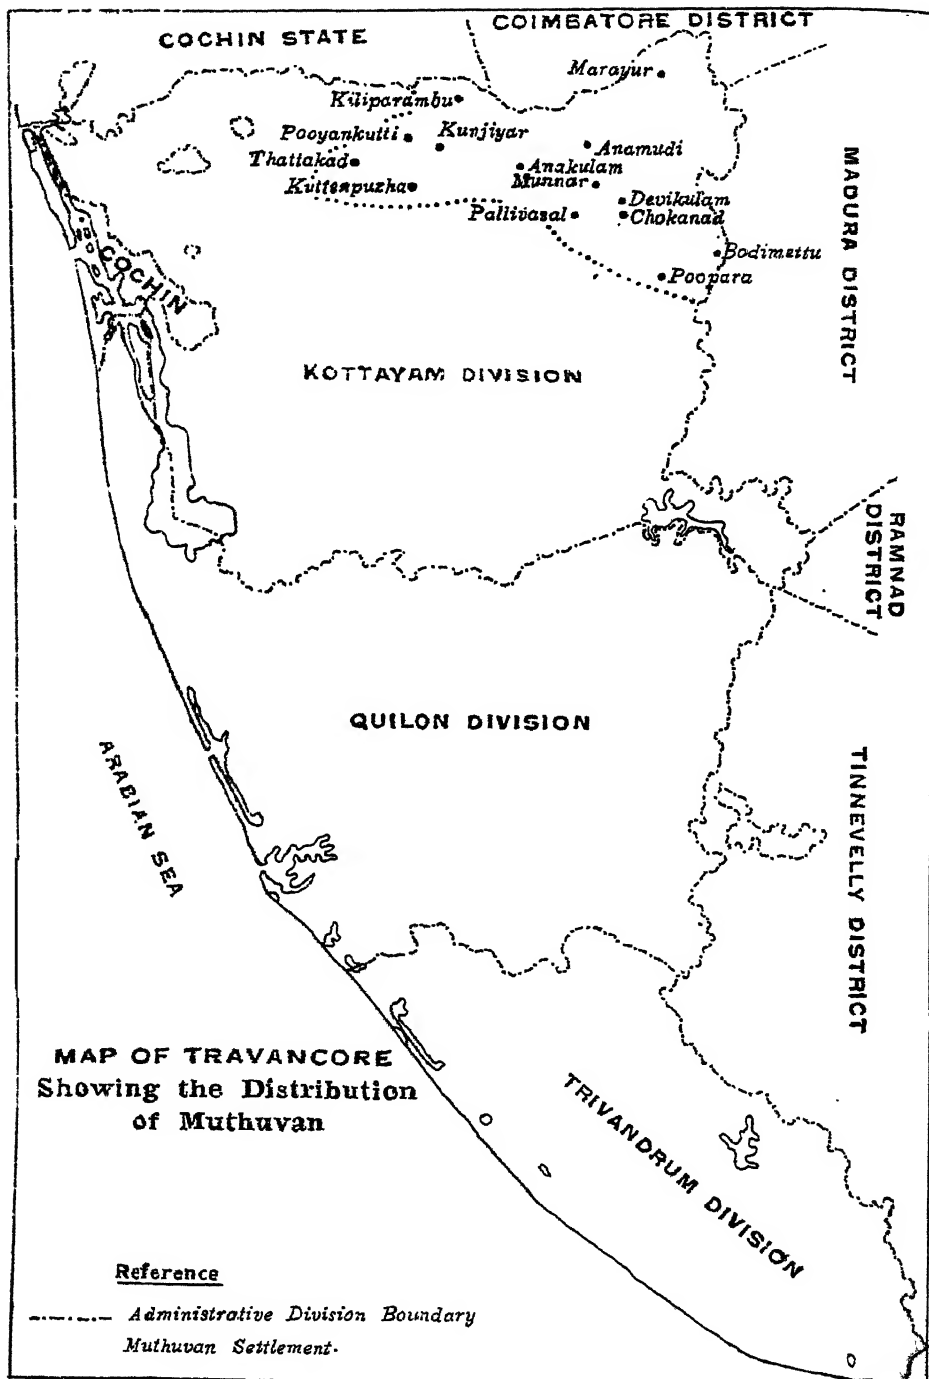 COCHIN STATE
COIMBATORE DISTRICT
Marayur
Kiliparambu
Pooyankutti
Kunjiyar
Anamudi
Thattakad
Anakulam
Munnar
Kuttenpuzha
Devikulam
Pallivasal
Chokanad
Bodimettu
Poopara
COCHIN
MADURA DISTRICT
KOTTAYAM DIVISION
RAMNAD
DISTRICT
QUILON DIVISION
ARABIAN SEA
TINNEVELLY DISTRICT
MAP OF TRAVANCORE
Showing the Distribution
of Muthuvan
TRIVANDRUM DIVISION
Reference
Administrative Division Boundary
Muthuvan Settlement.